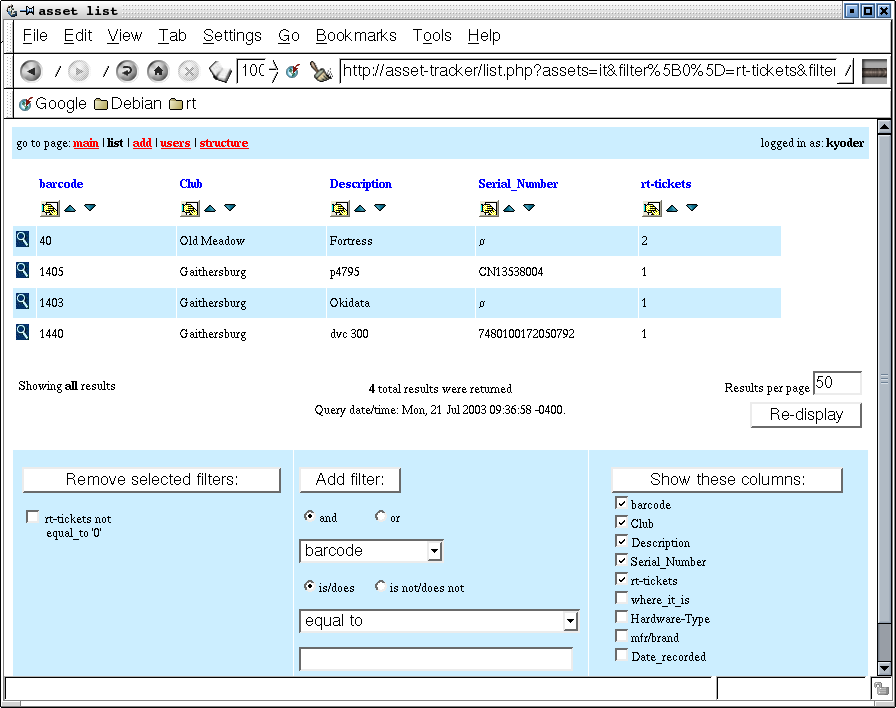 asset list
File Edit View Tab Settings Go Bookmarks Tools Help
100 http://asset-tracker/list.php?assets=it&filter%5B0%5D=rt-tickets&filter
Google Debian rt
go to page: main | list | add | users | structure logged in as: kyoder
barcode Club Description Serial_Number rt-tickets
40 Old Meadow Fortress ø 2
1405 Gaithersburg p4795 CN13538004 1
1403 Gaithersburg Okidata ø 1
1440 Gaithersburg dvc 300 7480100172050792 1
Showing all results
4 total results were returned
Query date/time: Mon, 21 Jul 2003 09:36:58 -0400.
Results per page 50
Re-display
Remove selected filters:
rt-tickets not
equal_to '0'
Add filter:
and or
barcode
is/does is not/does not
equal to
Show these columns:
barcode
Club
Description
Serial_Number
rt-tickets
where_it_is
Hardware-Type
mfr/brand
Date_recorded